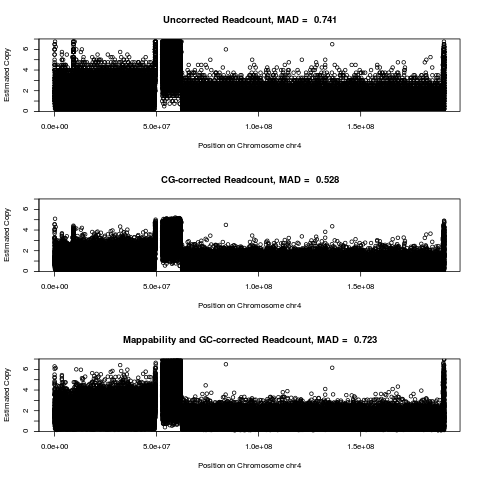 Uncorrected Readcount, MAD = 0.741
Estimated Copy
0 2 4 6
0.0e+00 5.0e+07 1.0e+08 1.5e+08
Position on Chromosome chr4
CG-corrected Readcount, MAD = 0.528
Estimated Copy
0 2 4 6
0.0e+00 5.0e+07 1.0e+08 1.5e+08
Position on Chromosome chr4
Mappability and GC-corrected Readcount, MAD = 0.723
Estimated Copy
0 2 4 6
0.0e+00 5.0e+07 1.0e+08 1.5e+08
Position on Chromosome chr4